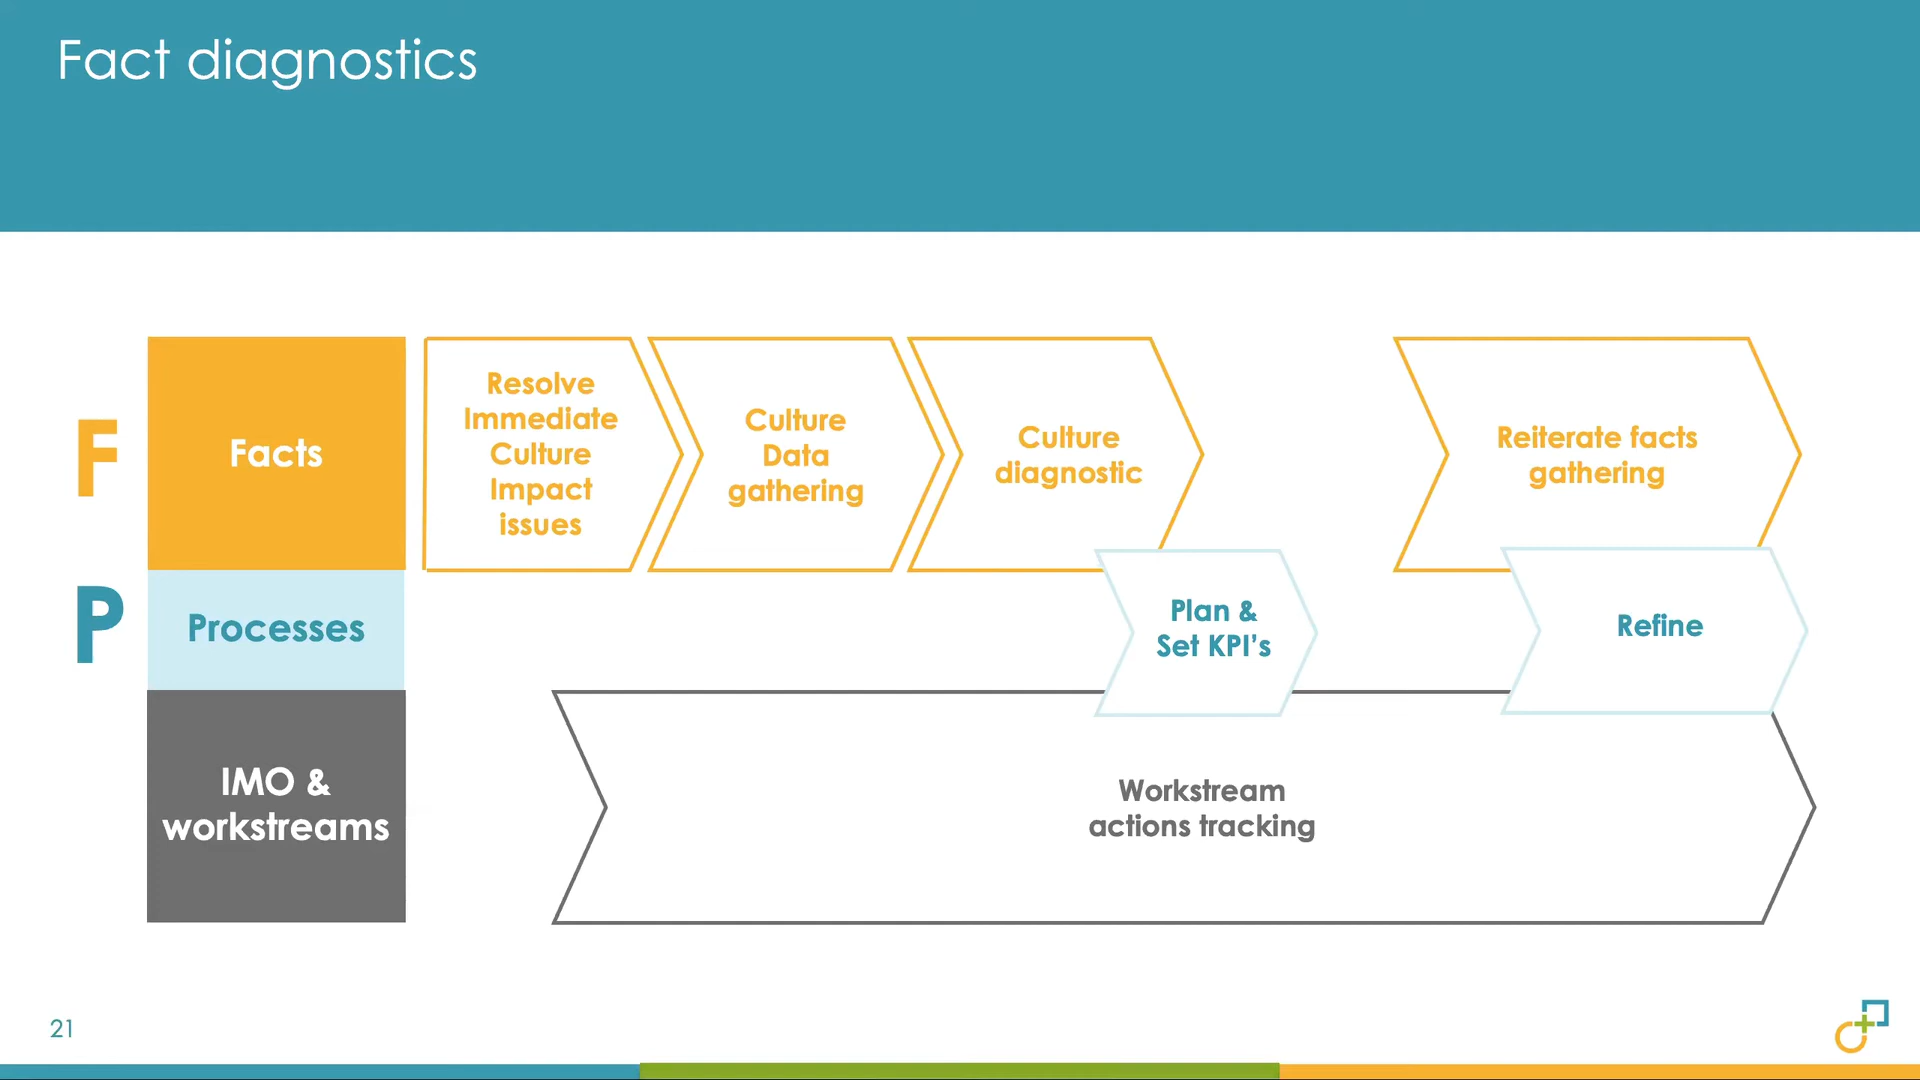 Fact diagnostics
F
Facts
Resolve
Immediate
Culture
Impact
issues
Culture
Data
gathering
Culture
diagnostic
Reiterate facts
gathering
P
Processes
Plan &
Set KPI's
Refine
IMO &
workstreams
Workstream
actions tracking
21